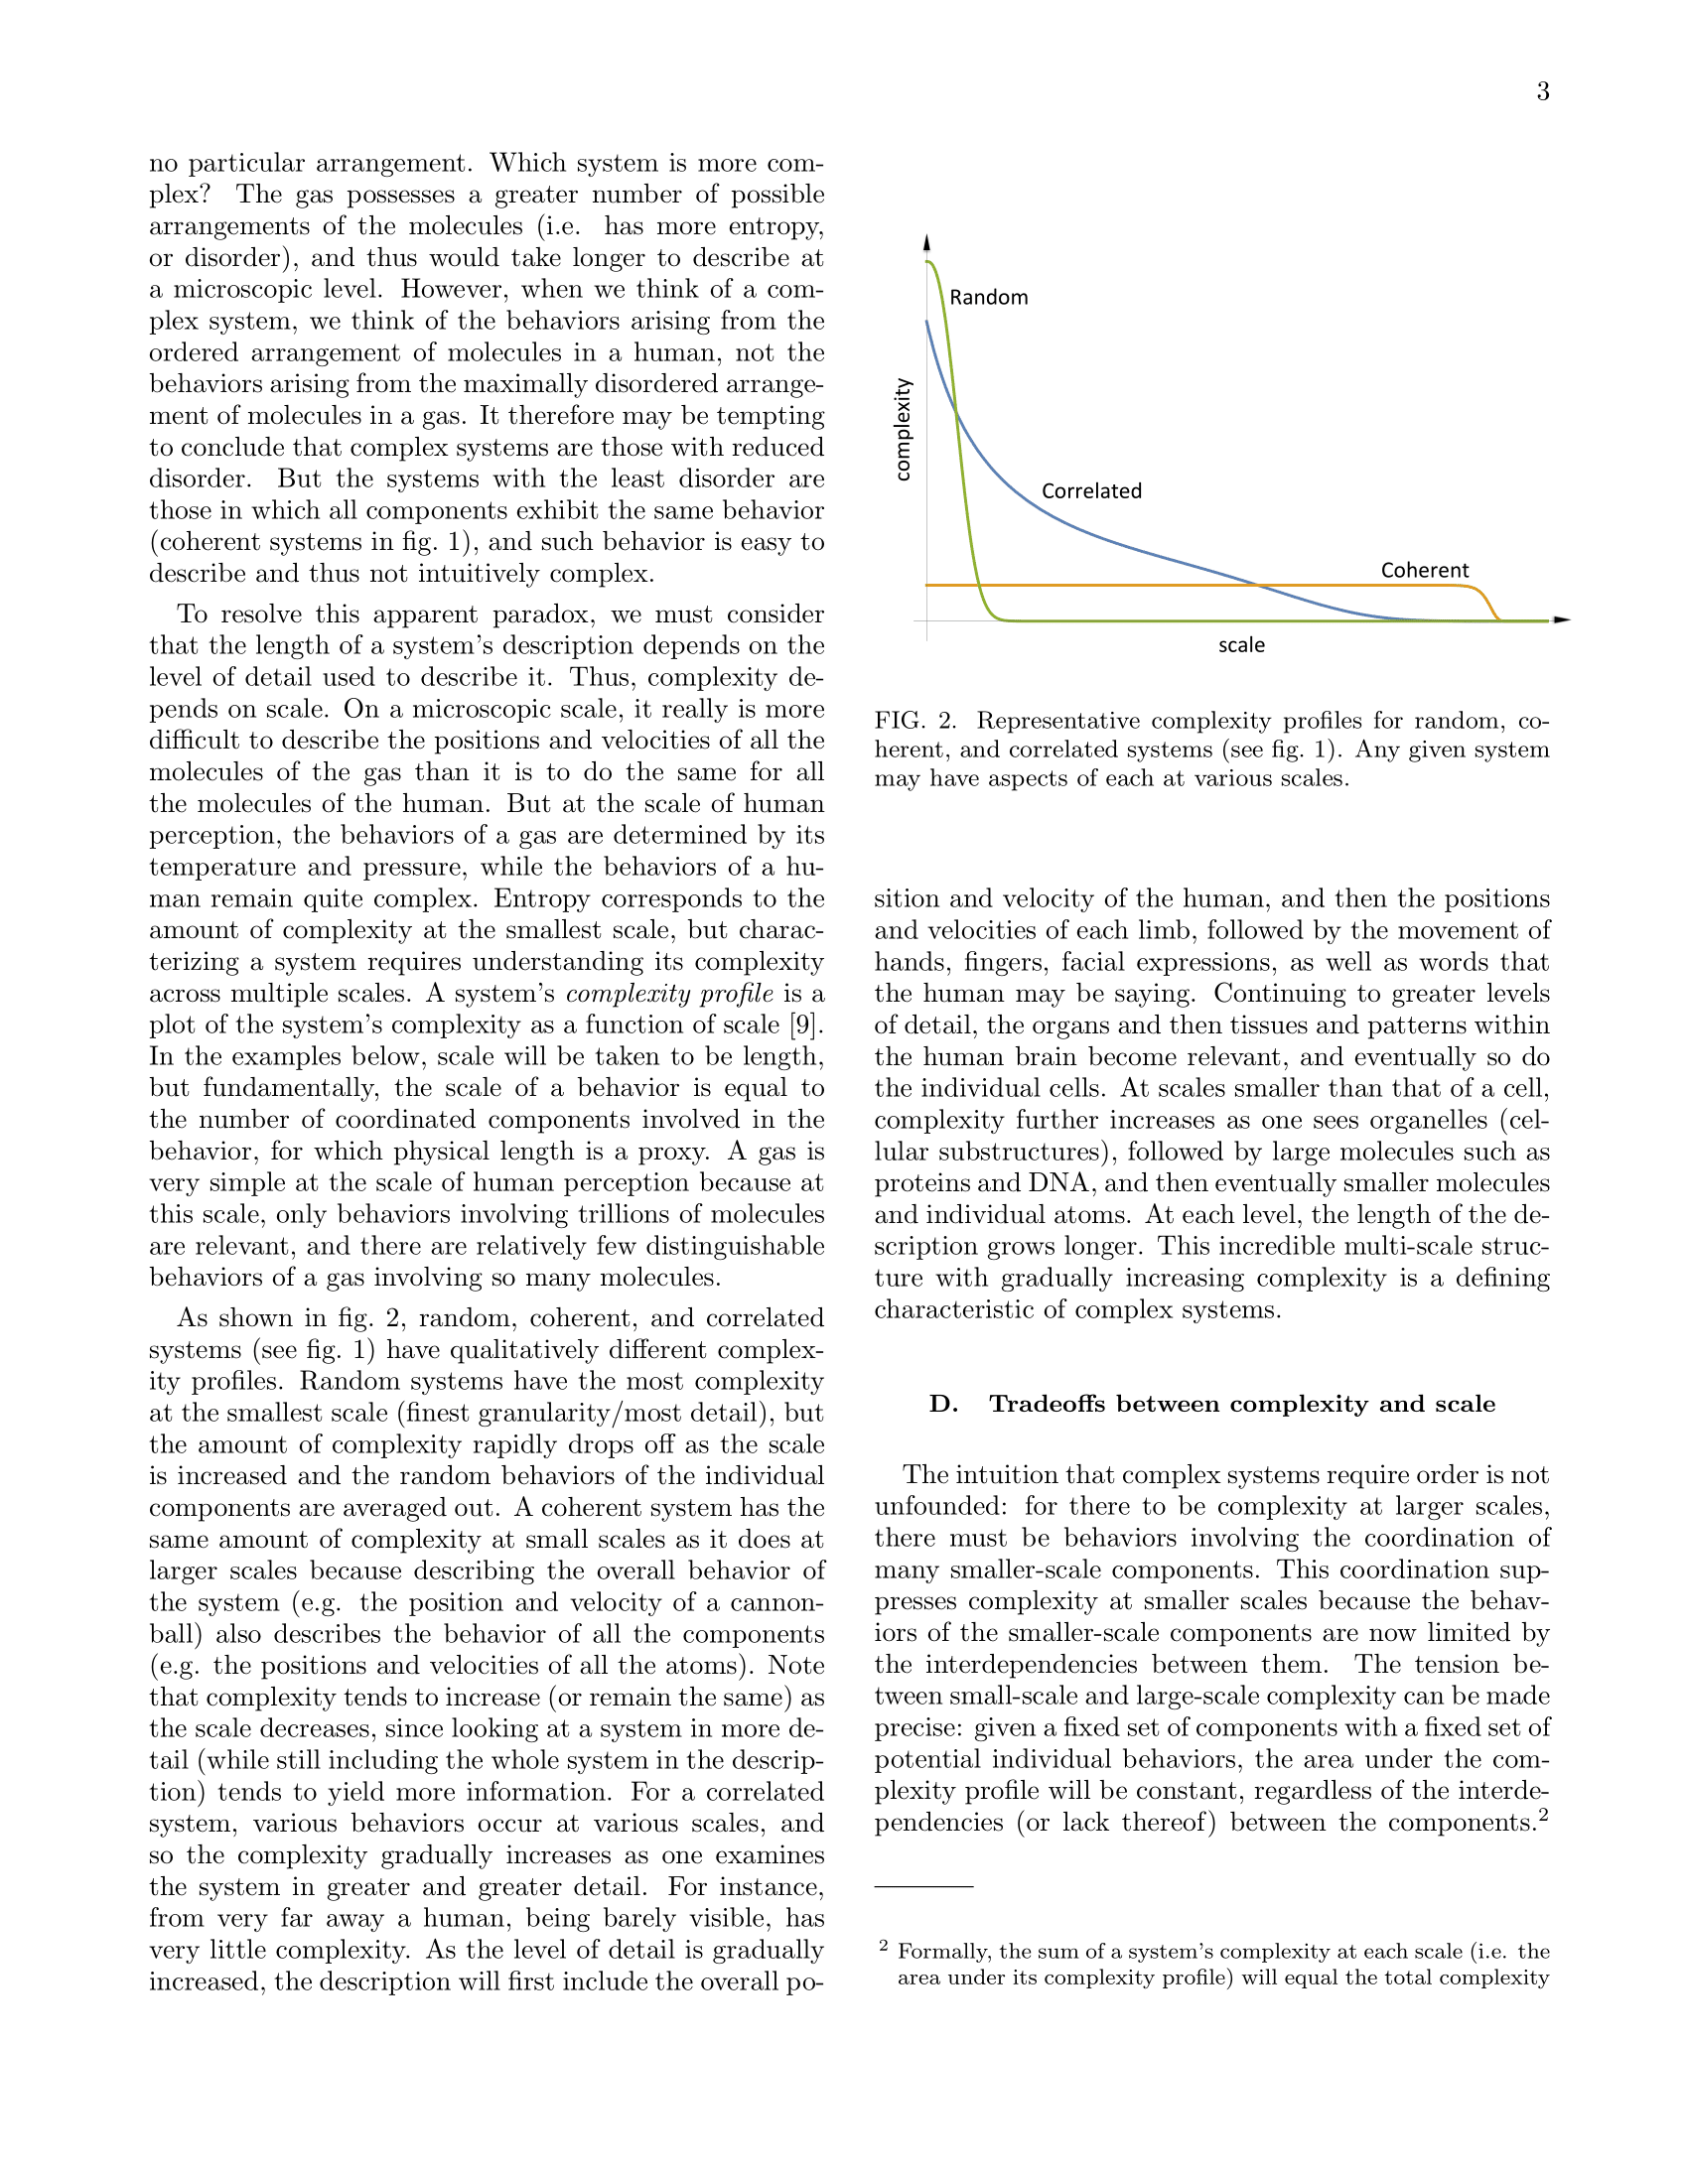 3
no particular arrangement. Which system is more com-
plex? The gas possesses a greater number of possible
arrangements of the molecules (i.e. has more entropy,
or disorder), and thus would take longer to describe at
a microscopic level. However, when we think of a com-
plex system, we think of the behaviors arising from the
ordered arrangement of molecules in a human, not the
behaviors arising from the maximally disordered arrange-
ment of molecules in a gas. It therefore may be tempting
to conclude that complex systems are those with reduced
disorder. But the systems with the least disorder are
those in which all components exhibit the same behavior
(coherent systems in fig. 1), and such behavior is easy to
describe and thus not intuitively complex.
To resolve this apparent paradox, we must consider
that the length of a system's description depends on the
level of detail used to describe it. Thus, complexity de-
pends on scale. On a microscopic scale, it really is more
difficult to describe the positions and velocities of all the
molecules of the gas than it is to do the same for all
the molecules of the human. But at the scale of human
perception, the behaviors of a gas are determined by its
temperature and pressure, while the behaviors of a hu-
man remain quite complex. Entropy corresponds to the
amount of complexity at the smallest scale, but charac-
terizing a system requires understanding its complexity
across multiple scales. A system's complexity profile is a
plot of the system's complexity as a function of scale [9].
In the examples below, scale will be taken to be length,
but fundamentally, the scale of a behavior is equal to
the number of coordinated components involved in the
behavior, for which physical length is a proxy. A gas is
very simple at the scale of human perception because at
this scale, only behaviors involving trillions of molecules
are relevant, and there are relatively few distinguishable
behaviors of a gas involving so many molecules.
As shown in fig. 2, random, coherent, and correlated
systems (see fig. 1) have qualitatively different complex-
ity profiles. Random systems have the most complexity
at the smallest scale (finest granularity/most detail), but
the amount of complexity rapidly drops off as the scale
is increased and the random behaviors of the individual
components are averaged out. A coherent system has the
same amount of complexity at small scales as it does at
larger scales because describing the overall behavior of
the system (e.g. the position and velocity of a cannon-
ball) also describes the behavior of all the components
(e.g. the positions and velocities of all the atoms). Note
that complexity tends to increase (or remain the same) as
the scale decreases, since looking at a system in more de-
tail (while still including the whole system in the descrip-
tion) tends to yield more information. For a correlated
system, various behaviors occur at various scales, and
so the complexity gradually increases as one examines
the system in greater and greater detail. For instance,
from very far away a human, being barely visible, has
very little complexity. As the level of detail is gradually
increased, the description will first include the overall po-
Random
complexity
Correlated
Coherent
scale
FIG. 2. Representative complexity profiles for random, co-
herent, and correlated systems (see fig. 1). Any given system
may have aspects of each at various scales.
sition and velocity of the human, and then the positions
and velocities of each limb, followed by the movement of
hands, fingers, facial expressions, as well as words that
the human may be saying. Continuing to greater levels
of detail, the organs and then tissues and patterns within
the human brain become relevant, and eventually so do
the individual cells. At scales smaller than that of a cell,
complexity further increases as one sees organelles (cel-
lular substructures), followed by large molecules such as
proteins and DNA, and then eventually smaller molecules
and individual atoms. At each level, the length of the de-
scription grows longer. This incredible multi-scale struc-
ture with gradually increasing complexity is a defining
characteristic of complex systems.
D. Tradeoffs between complexity and scale
The intuition that complex systems require order is not
unfounded: for there to be complexity at larger scales,
there must be behaviors involving the coordination of
many smaller-scale components. This coordination sup-
presses complexity at smaller scales because the behav-
iors of the smaller-scale components are now limited by
the interdependencies between them. The tension be-
tween small-scale and large-scale complexity can be made
precise: given a fixed set of components with a fixed set of
potential individual behaviors, the area under the com-
plexity profile will be constant, regardless of the interde-
pendencies (or lack thereof) between the components.2
2 Formally, the sum of a system's complexity at each scale (i.e. the
area under its complexity profile) will equal the total complexity